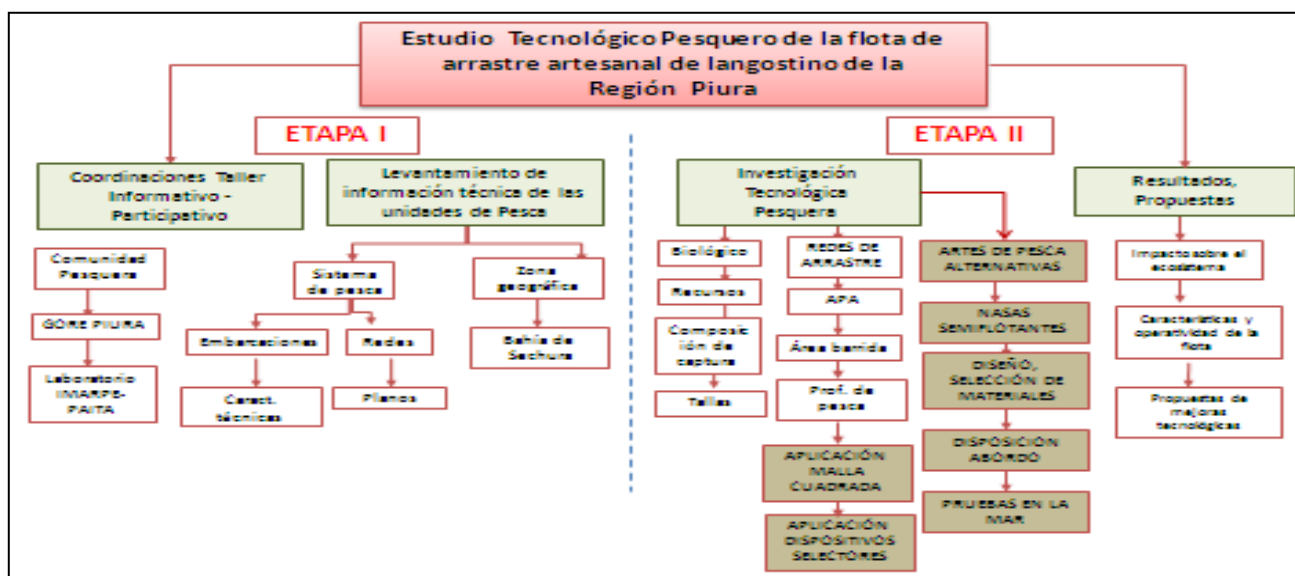 Estudio Tecnológico Pesquero de la flota de
arrastre artesanal de langostino de la
Región Piura
ETAPA I
ETAPA II
Coordinaciones Taller
Informativo -
Participativo
Levantamiento de
información técnica de las
unidades de Pesca
Comunidad
Pesquera
GORE PIURA
Laboratorio
IMARPE-
PAITA
Sistema
de pesca
Embarcaciones
Caract.
técnicas
Redes
Planos
Zona
geográfica
Bahía de
Sechura
Investigación
Tecnológica
Pesquera
Biológico
Recursos
Composic
ión de
captura
Tallas
REDES DE
ARRASTRE
APA
Área barrida
Prof. de
pesca
APLICACIÓN
MALLA
CUADRADA
APLICACIÓN
DISPOSITIVOS
SELECTORES
ARTES DE PESCA
ALTERNATIVAS
NASAS
SEMIFLOTANTES
DISEÑO,
SELECCIÓN DE
MATERIALES
DISPOSICIÓN
ABORDO
PRUEBAS EN LA
MAR
Resultados,
Propuestas
Impacto sobre el
ecosistema
Características y
operatividad de la
flota
Propuestas de
mejoras
tecnológicas